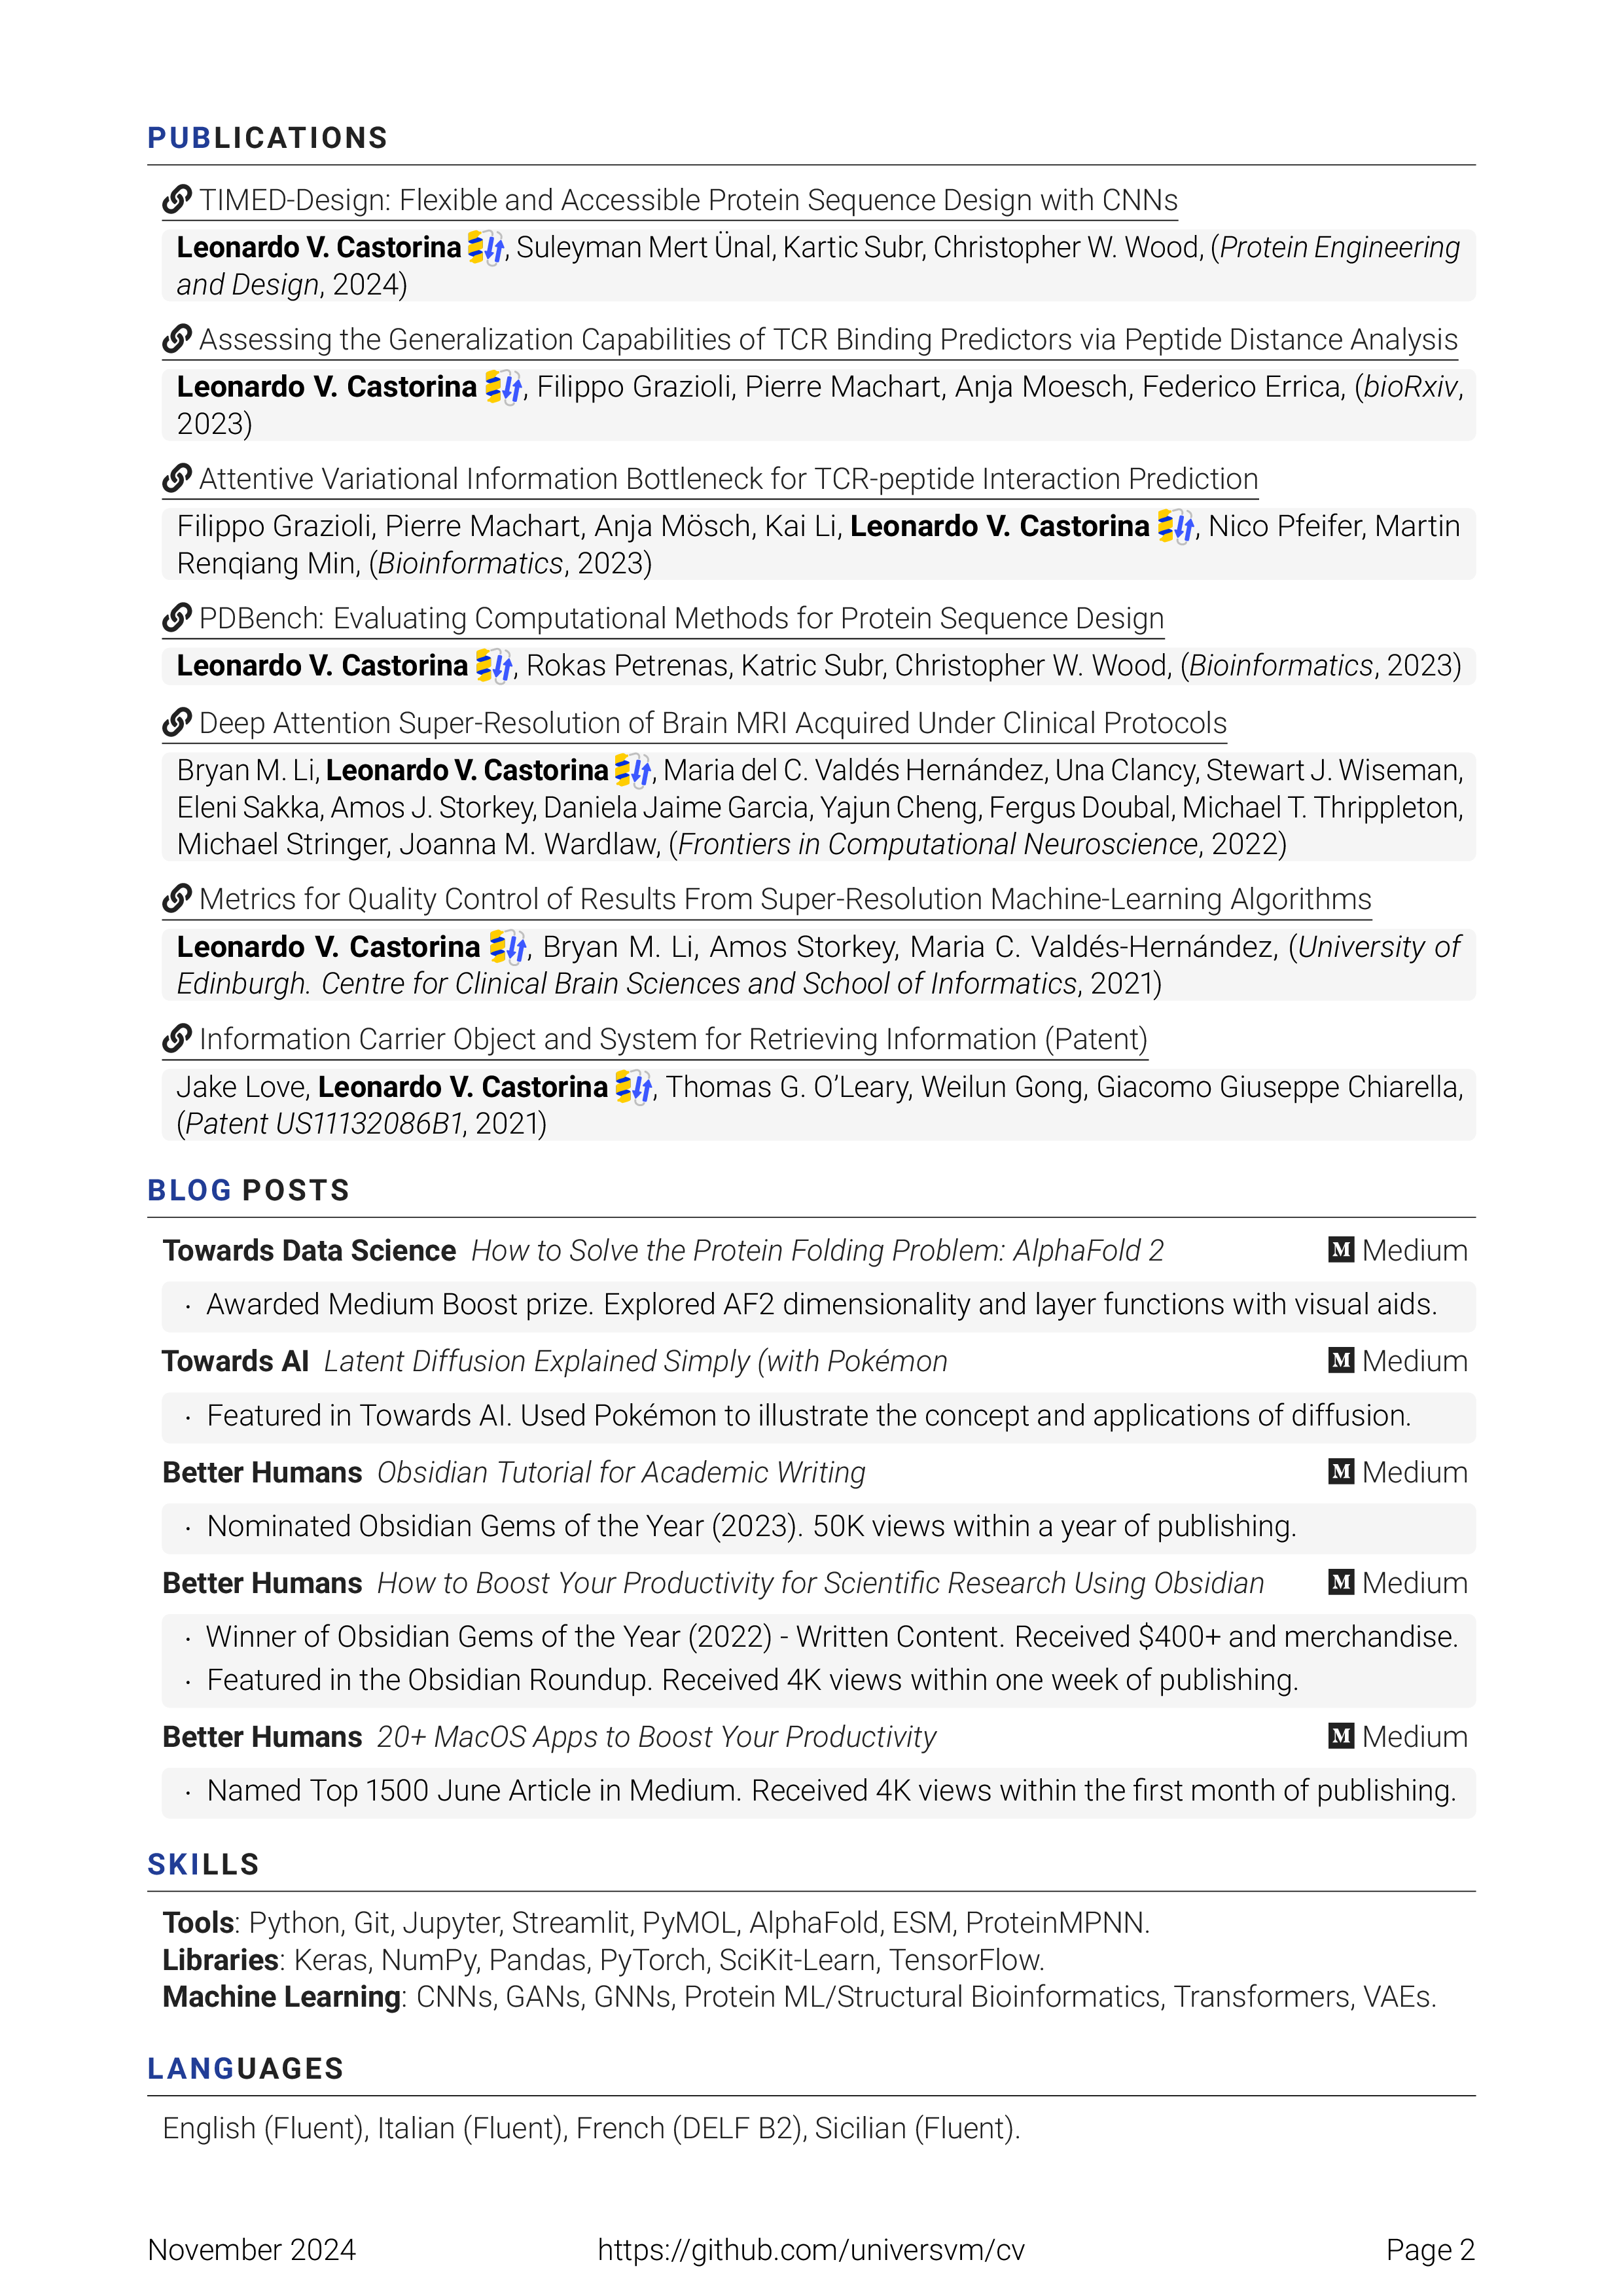 PUBLICATIONS
TIMED-Design: Flexible and Accessible Protein Sequence Design with CNNs
Leonardo V. Castorina, Suleyman Mert Ünal, Kartic Subr, Christopher W. Wood, (Protein Engineering
and Design, 2024)
Assessing the Generalization Capabilities of TCR Binding Predictors via Peptide Distance Analysis
Leonardo V. Castorina, Filippo Grazioli, Pierre Machart, Anja Moesch, Federico Errica, (bioRxiv,
2023)
Attentive Variational Information Bottleneck for TCR-peptide Interaction Prediction
Filippo Grazioli, Pierre Machart, Anja Mösch, Kai Li, Leonardo V. Castorina, Nico Pfeifer, Martin
Renqiang Min, (Bioinformatics, 2023)
PDBench: Evaluating Computational Methods for Protein Sequence Design
Leonardo V. Castorina, Rokas Petrenas, Katric Subr, Christopher W. Wood, (Bioinformatics, 2023)
Deep Attention Super-Resolution of Brain MRI Acquired Under Clinical Protocols
Bryan M. Li, Leonardo V. Castorina, Maria del C. Valdés Hernández, Una Clancy, Stewart J. Wiseman,
Eleni Sakka, Amos J. Storkey, Daniela Jaime Garcia, Yajun Cheng, Fergus Doubal, Michael T. Thrippleton,
Michael Stringer, Joanna M. Wardlaw, (Frontiers in Computational Neuroscience, 2022)
Metrics for Quality Control of Results From Super-Resolution Machine-Learning Algorithms
Leonardo V. Castorina, Bryan M. Li, Amos Storkey, Maria C. Valdés-Hernández, (University of
Edinburgh. Centre for Clinical Brain Sciences and School of Informatics, 2021)
Information Carrier Object and System for Retrieving Information (Patent)
Jake Love, Leonardo V. Castorina, Thomas G. O'Leary, Weilun Gong, Giacomo Giuseppe Chiarella,
(Patent US11132086B1, 2021)
BLOG POSTS
Towards Data Science How to Solve the Protein Folding Problem: AlphaFold 2 M Medium
· Awarded Medium Boost prize. Explored AF2 dimensionality and layer functions with visual aids.
Towards AI Latent Diffusion Explained Simply (with Pokémon M Medium
· Featured in Towards AI. Used Pokémon to illustrate the concept and applications of diffusion.
Better Humans Obsidian Tutorial for Academic Writing M Medium
· Nominated Obsidian Gems of the Year (2023). 50K views within a year of publishing.
Better Humans How to Boost Your Productivity for Scientific Research Using Obsidian M Medium
· Winner of Obsidian Gems of the Year (2022) - Written Content. Received $400+ and merchandise.
· Featured in the Obsidian Roundup. Received 4K views within one week of publishing.
Better Humans 20+ MacOS Apps to Boost Your Productivity M Medium
· Named Top 1500 June Article in Medium. Received 4K views within the first month of publishing.
SKILLS
Tools: Python, Git, Jupyter, Streamlit, PyMOL, AlphaFold, ESM, ProteinMPNN.
Libraries: Keras, NumPy, Pandas, PyTorch, SciKit-Learn, TensorFlow.
Machine Learning: CNNs, GANs, GNNs, Protein ML/Structural Bioinformatics, Transformers, VAEs.
LANGUAGES
English (Fluent), Italian (Fluent), French (DELF B2), Sicilian (Fluent).
November 2024 https://github.com/universvm/cv Page 2